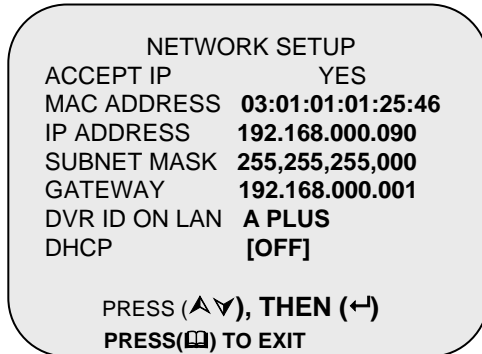 NETWORK SETUP
ACCEPT IP YES
MAC ADDRESS 03:01:01:01:25:46
IP ADDRESS 192.168.000.090
SUBNET MASK 255,255,255,000
GATEWAY 192.168.000.001
DVR ID ON LAN A PLUS
DHCP [OFF]
PRESS (⮝⮟), THEN (↵)
PRESS(🕮) TO EXIT